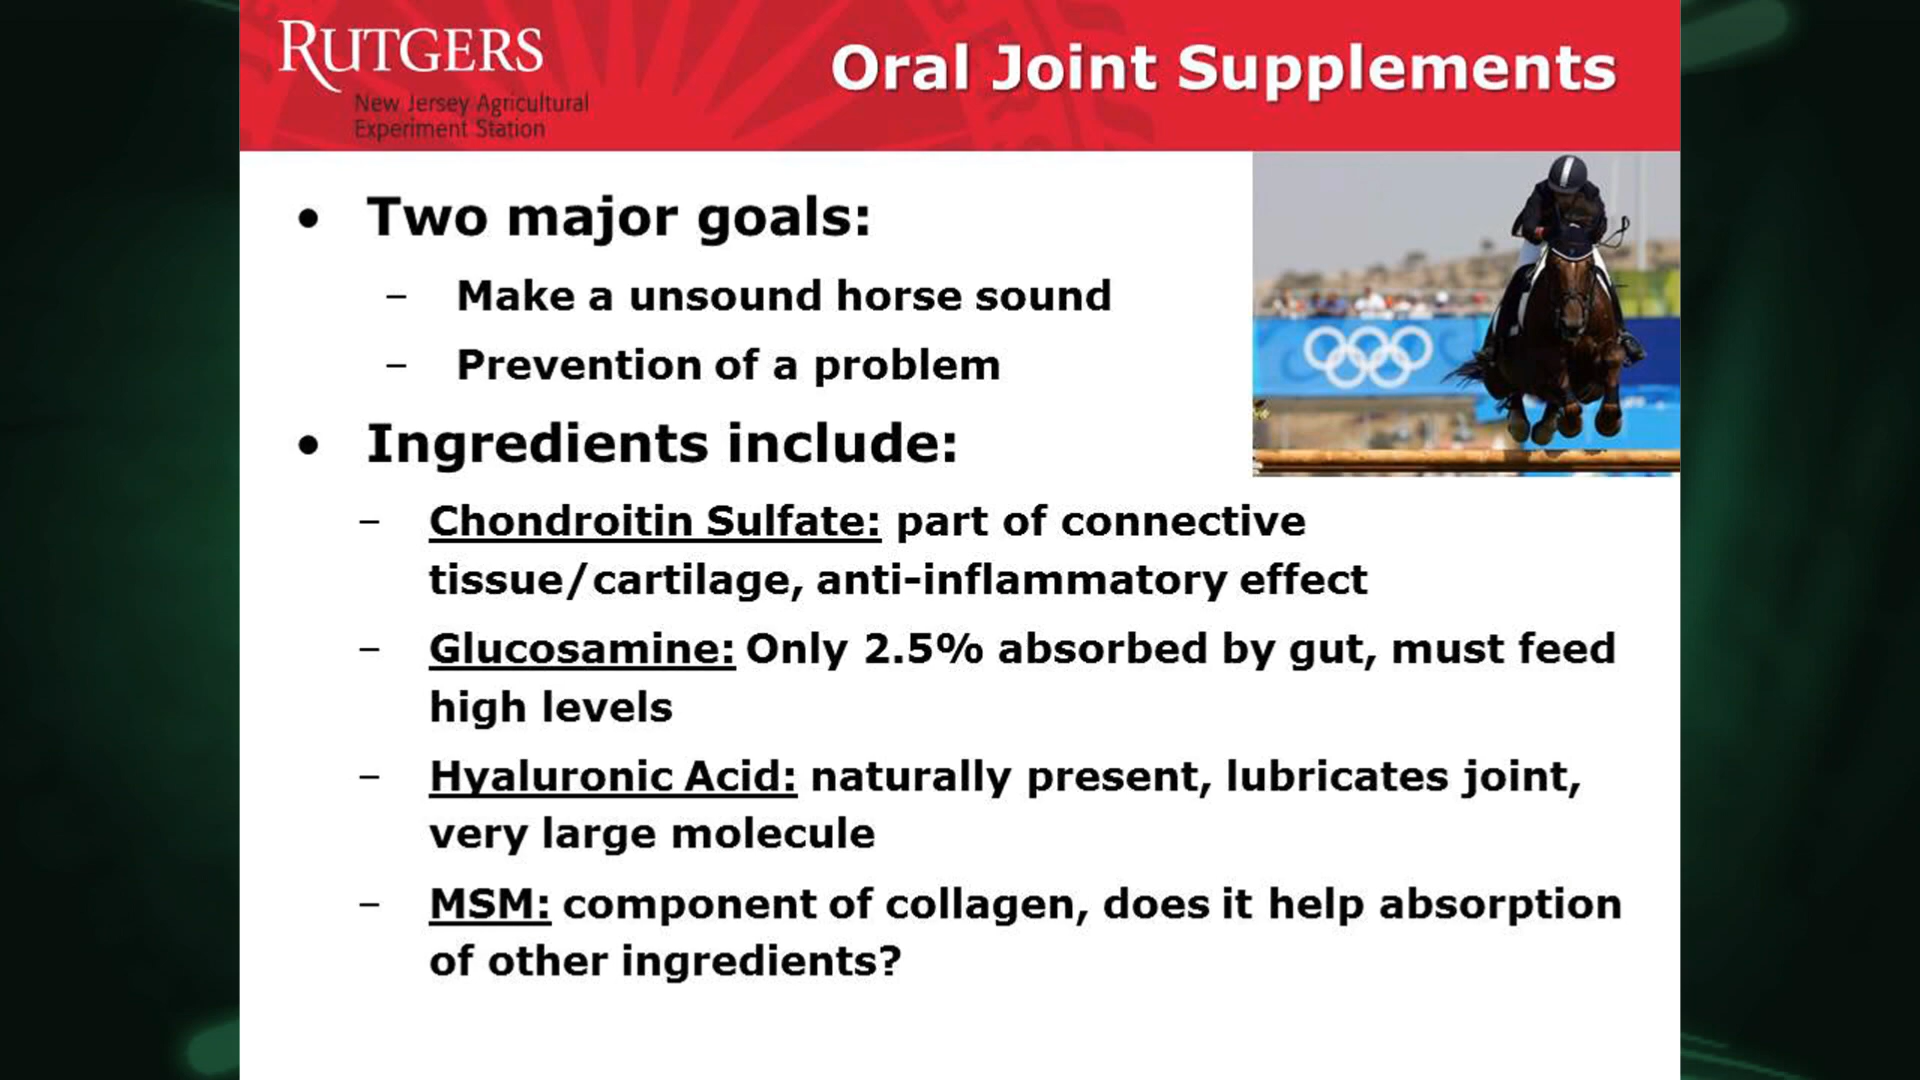 RUTGERS
New Jersey Agricultural
Experiment Station
Oral Joint Supplements
• Two major goals:
– Make a unsound horse sound
– Prevention of a problem
• Ingredients include:
– Chondroitin Sulfate: part of connective
tissue/cartilage, anti-inflammatory effect
– Glucosamine: Only 2.5% absorbed by gut, must feed
high levels
– Hyaluronic Acid: naturally present, lubricates joint,
very large molecule
– MSM: component of collagen, does it help absorption
of other ingredients?